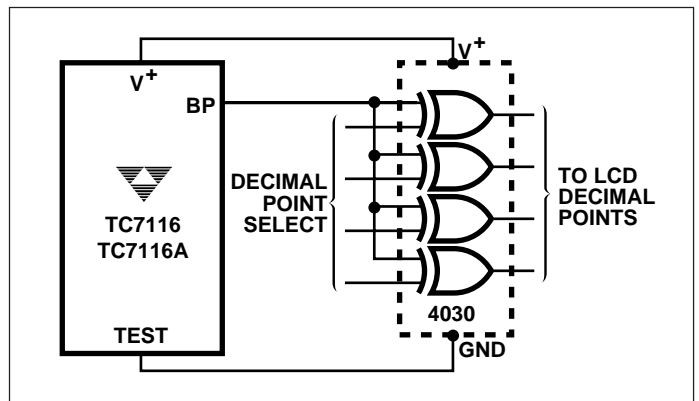 V+
V+
BP
DECIMAL
POINT
SELECT
TO LCD
DECIMAL
POINTS
TC7116
TC7116A
4030
TEST
GND